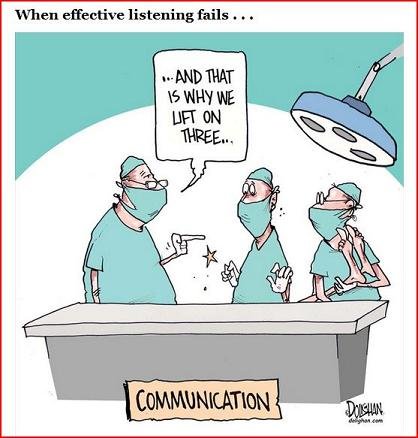 When effective listening fails . . .
...AND THAT
IS WHY WE
LIFT ON
THREE...
COMMUNICATION
DOLIGHAN
dolighan.com